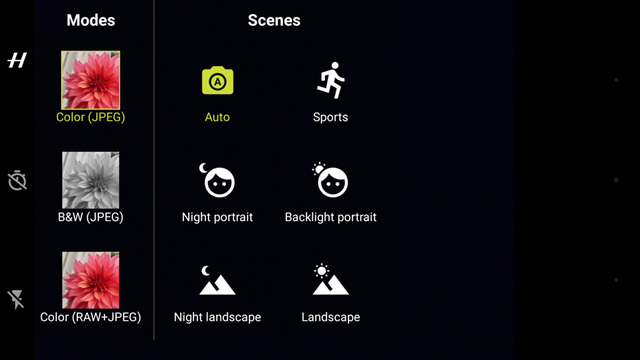 Modes
Scenes
Color (JPEG)
A
Auto
Sports
B&W (JPEG)
Night portrait
Backlight portrait
Color (RAW+JPEG)
Night landscape
Landscape
H